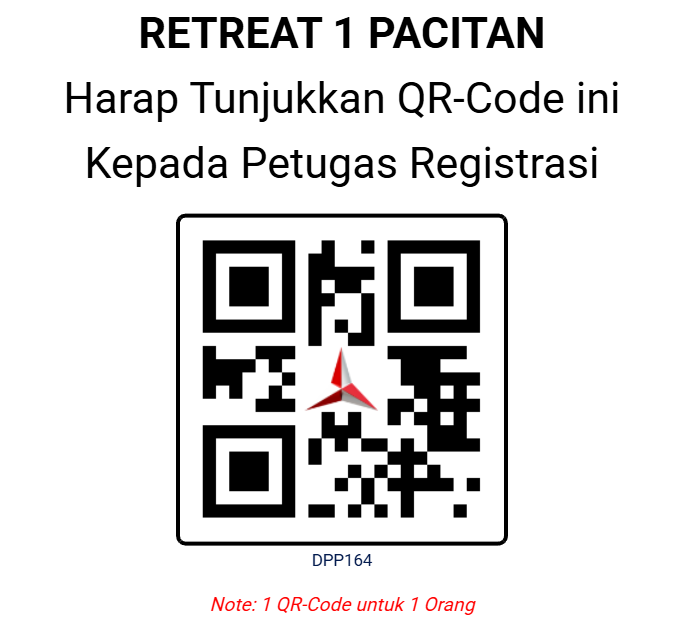 RETREAT 1 PACITAN
Harap Tunjukkan QR-Code ini
Kepada Petugas Registrasi
DPP164
Note: 1 QR-Code untuk 1 Orang